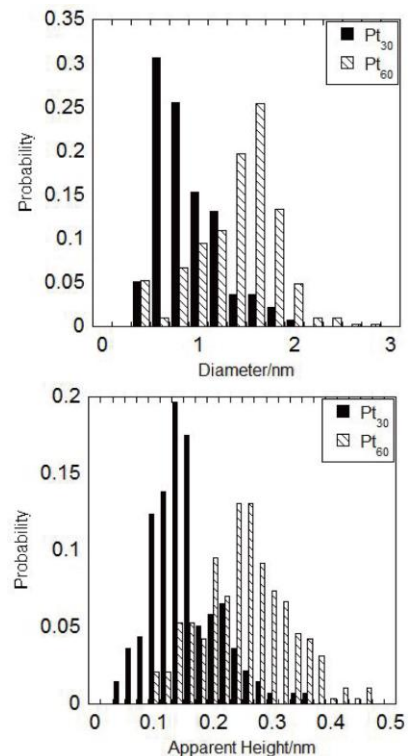 0.35
0.3
0.25
0.2
0.15
0.1
0.05
0
Probability
Pt30
Pt60
0 1 2 3
Diameter/nm
0.2
0.15
0.1
0.05
0
Probability
Pt30
Pt60
0 0.1 0.2 0.3 0.4 0.5
Apparent Height/nm